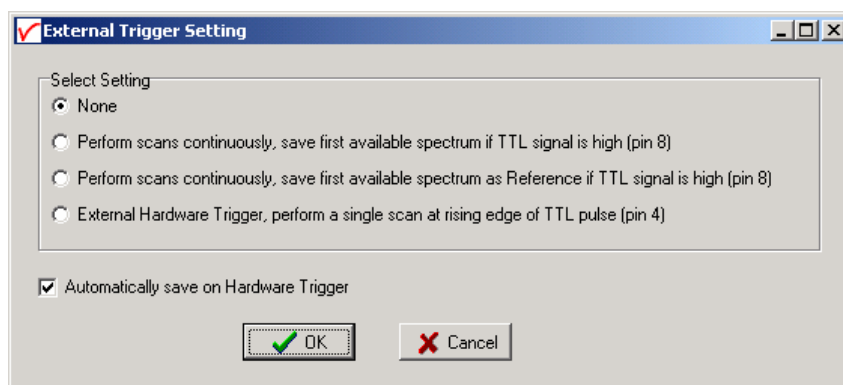 External Trigger Setting
Select Setting
None
Perform scans continuously, save first available spectrum if TTL signal is high (pin 8)
Perform scans continuously, save first available spectrum as Reference if TTL signal is high (pin 8)
External Hardware Trigger, perform a single scan at rising edge of TTL pulse (pin 4)
Automatically save on Hardware Trigger
OK Cancel